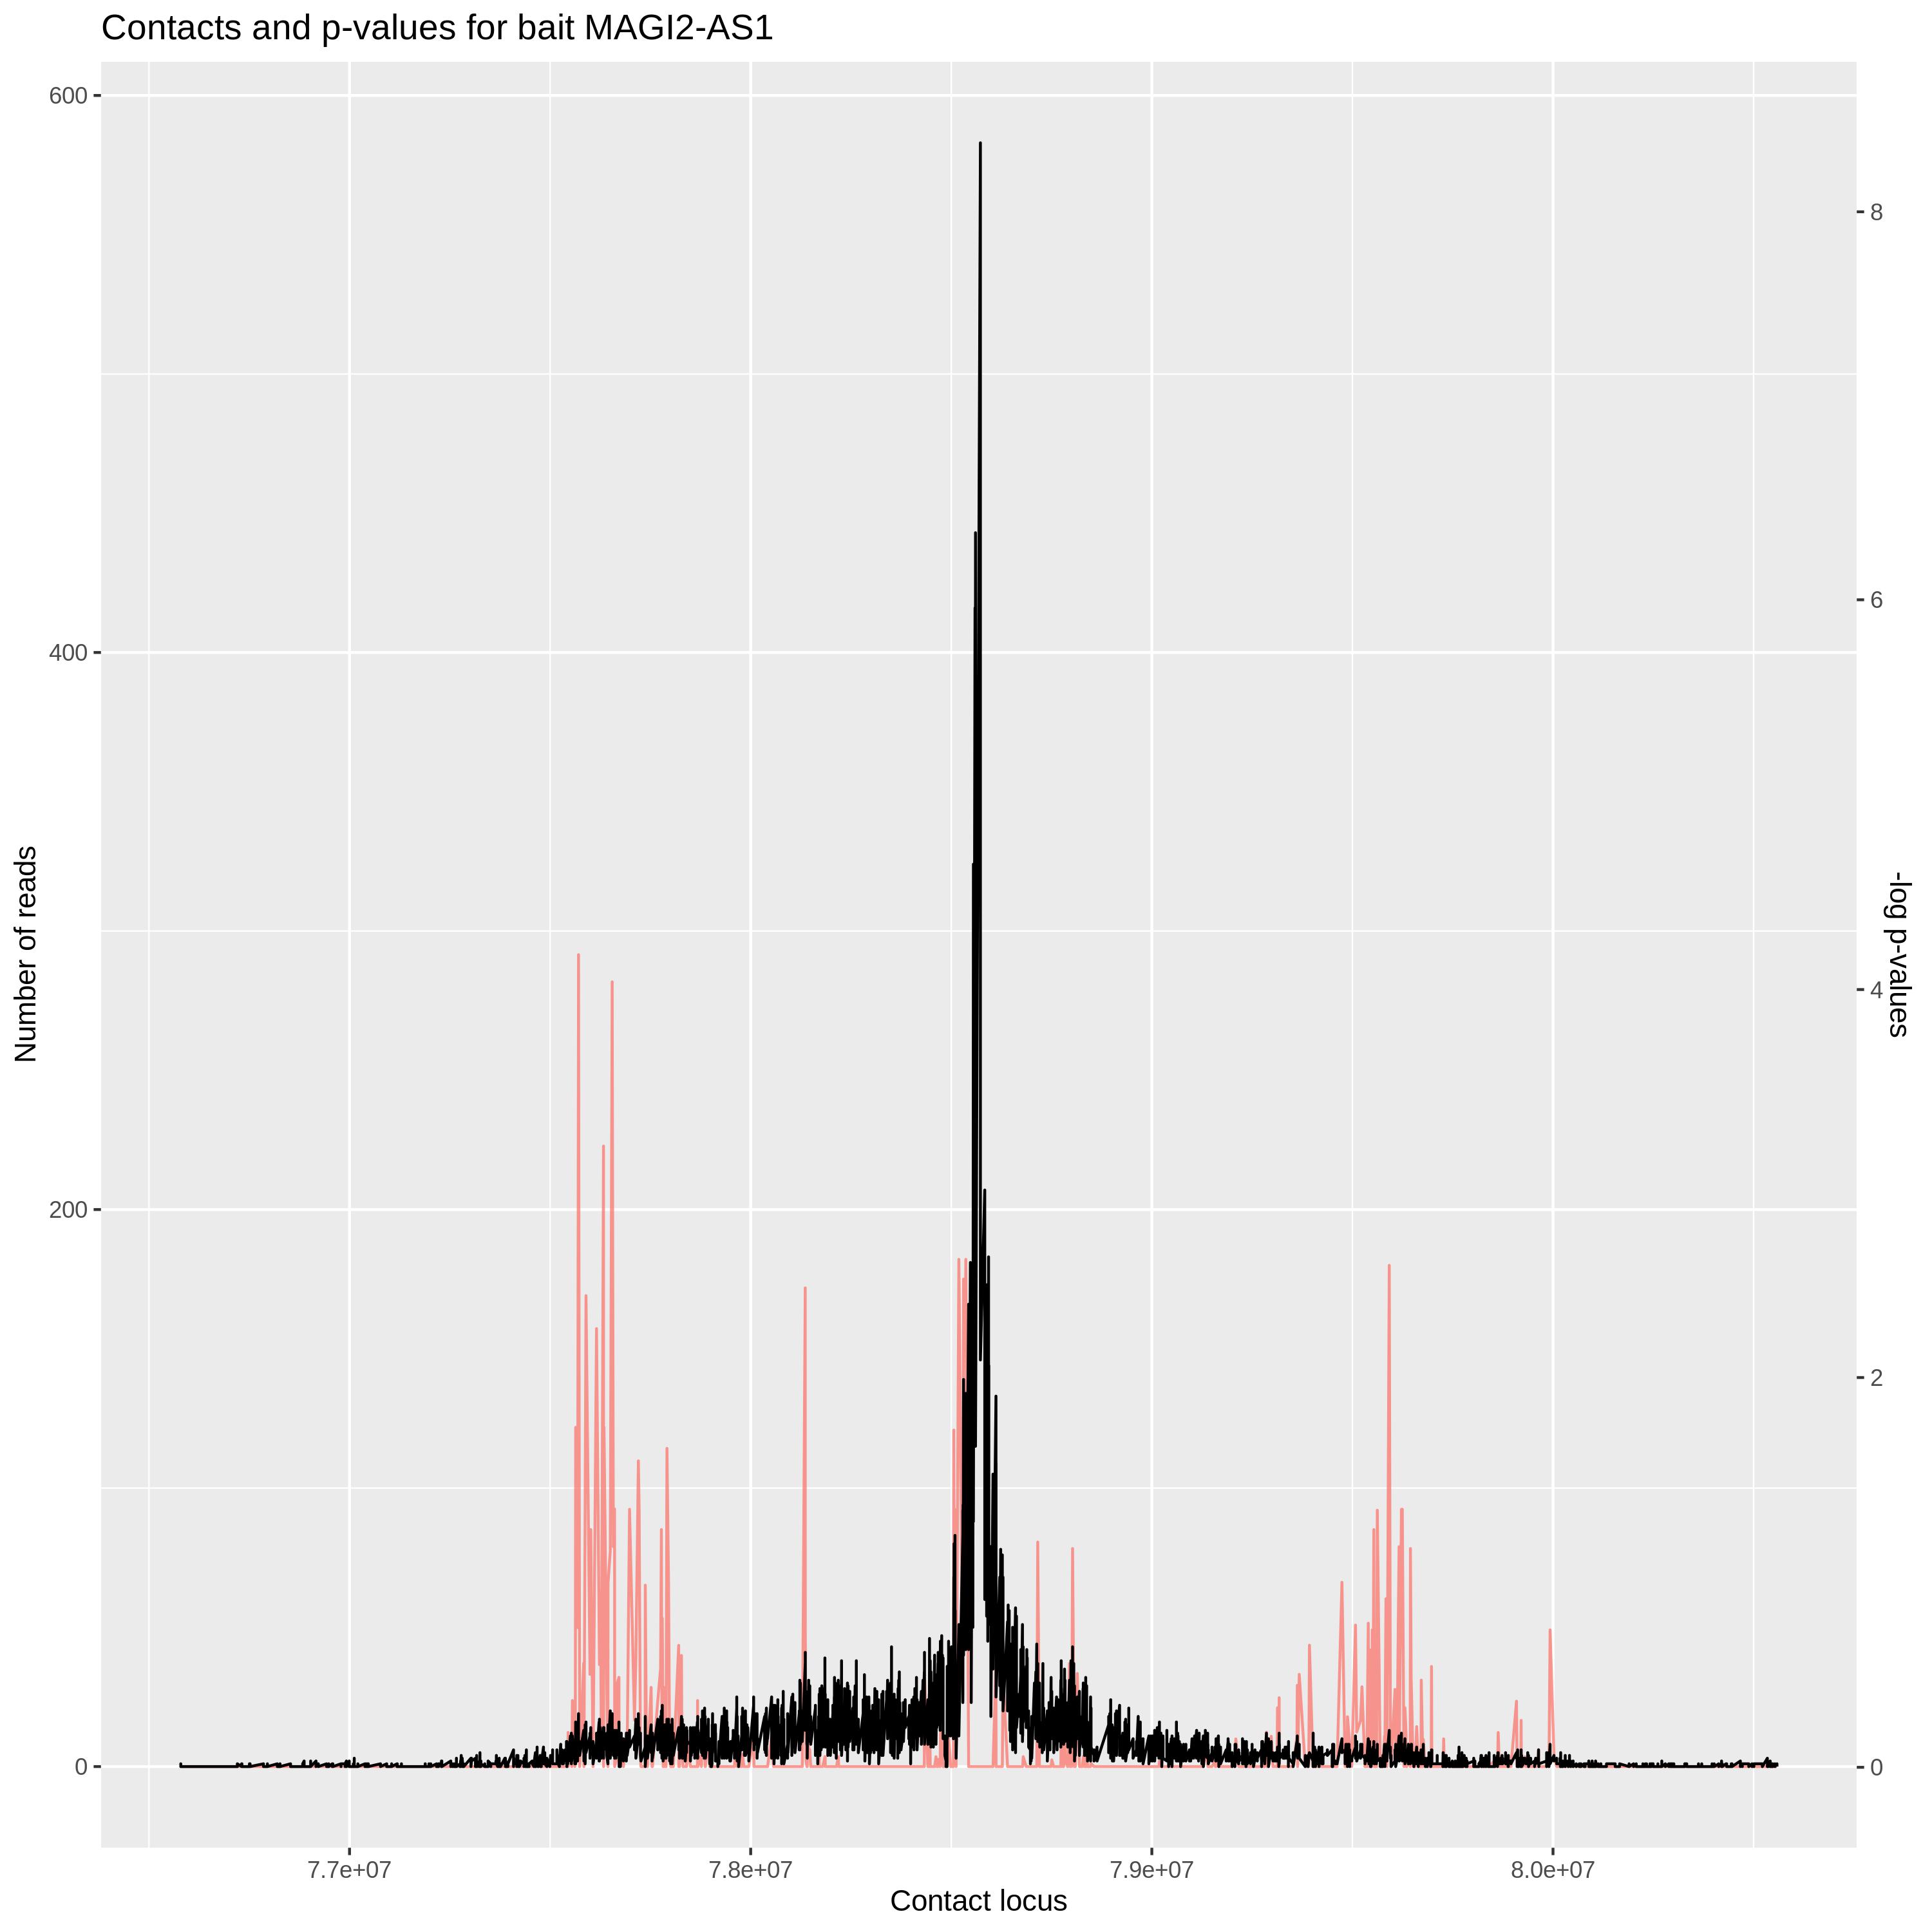 Contacts and p-values for bait MAGI2-AS1
600
400
200
0
Number of reads
8
6
4
2
0
-log p-values
7.7e+07
7.8e+07
7.9e+07
8.0e+07
Contact locus